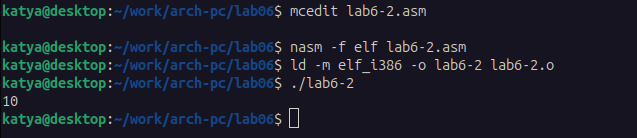 katya@desktop:~/work/arch-pc/lab06$ mcedit lab6-2.asm
katya@desktop:~/work/arch-pc/lab06$ nasm -f elf lab6-2.asm
katya@desktop:~/work/arch-pc/lab06$ ld -m elf_i386 -o lab6-2 lab6-2.o
katya@desktop:~/work/arch-pc/lab06$ ./lab6-2
10
katya@desktop:~/work/arch-pc/lab06$